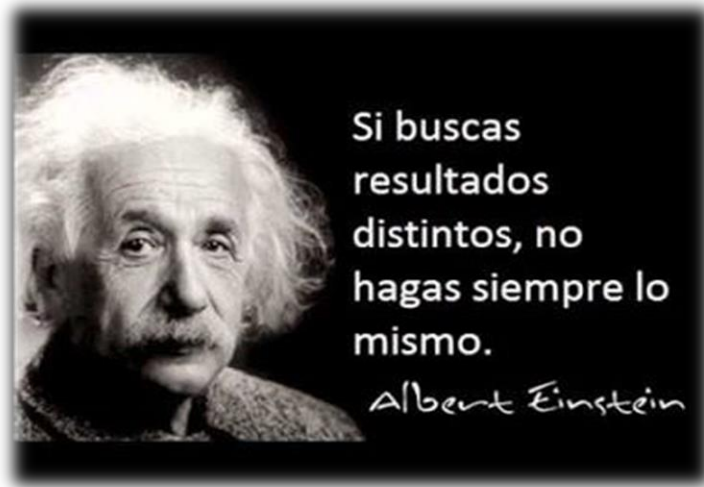 Si buscas
resultados
distintos, no
hagas siempre lo
mismo.
Albert Einstein